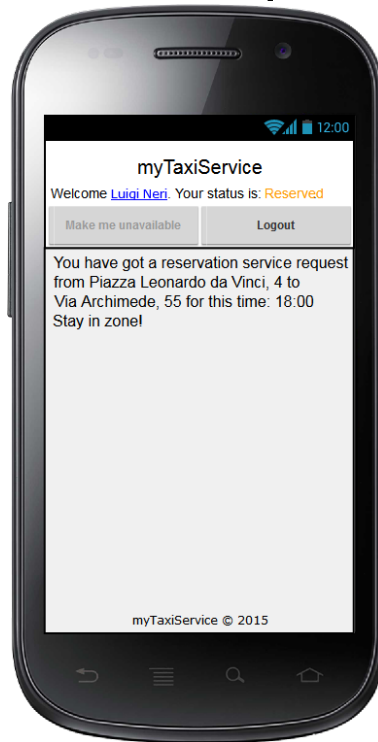 12:00
myTaxiService
Welcome Luigi Neri. Your status is: Reserved
Make me unavailable Logout
You have got a reservation service request
from Piazza Leonardo da Vinci, 4 to
Via Archimede, 55 for this time: 18:00
Stay in zone!
myTaxiService © 2015